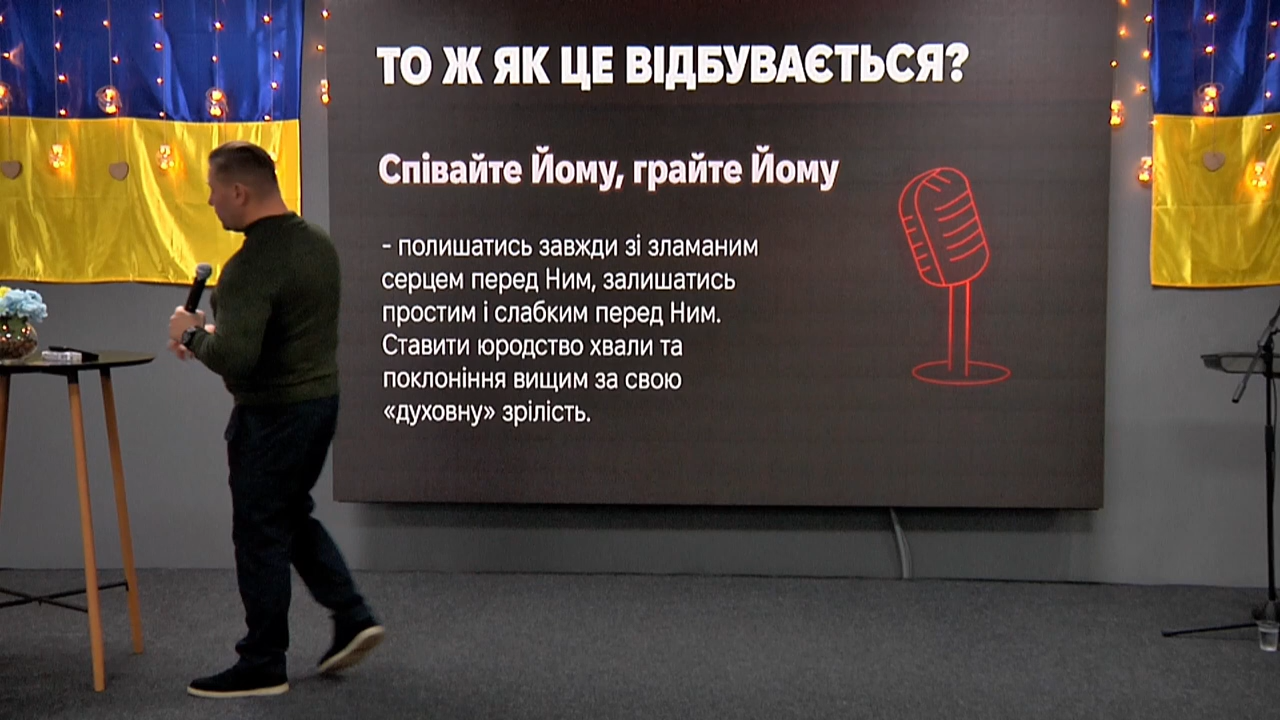 ТО Ж ЯК ЦЕ ВІДБУВАЄТЬСЯ?
Співайте Йому, грайте Йому
- полишатись завжди зі зламаним
серцем перед Ним, залишатись
простим і слабким перед Ним.
Ставити юродство хвали та
поклоніння вищим за свою
«духовну» зрілість.